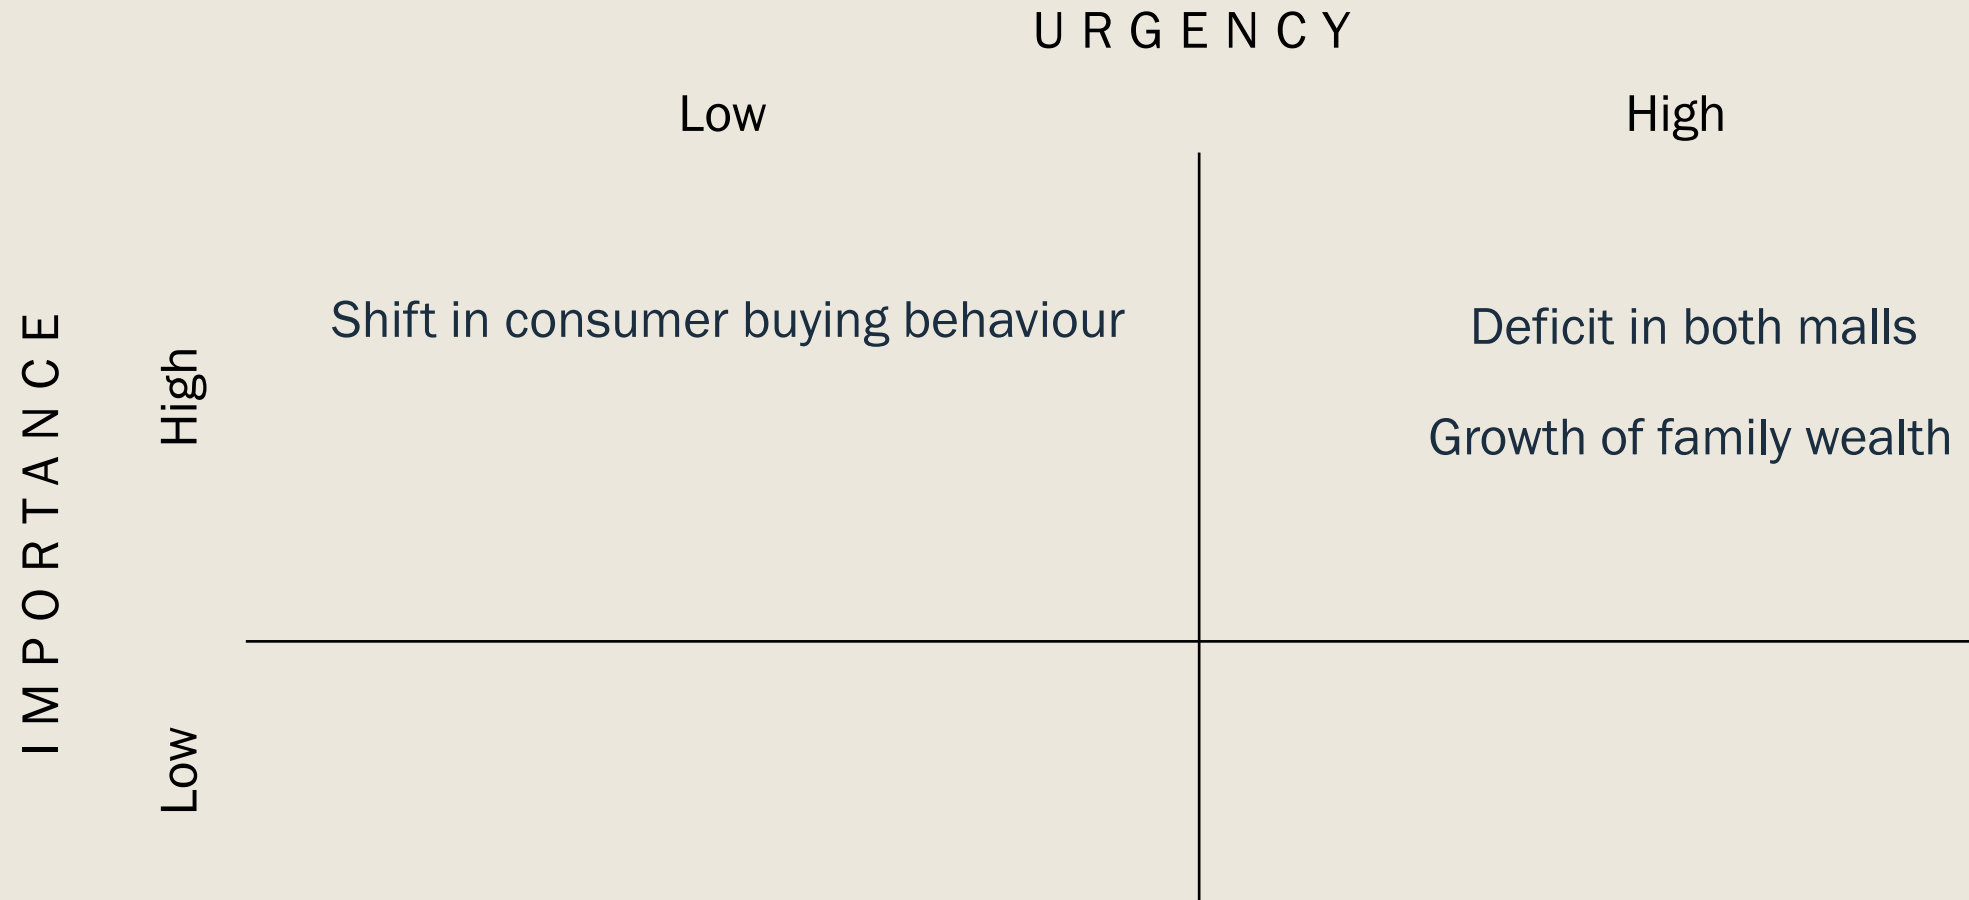 URGENCY
Low High
IMPORTANCE
High
Shift in consumer buying behaviour
Deficit in both malls
Growth of family wealth
Low